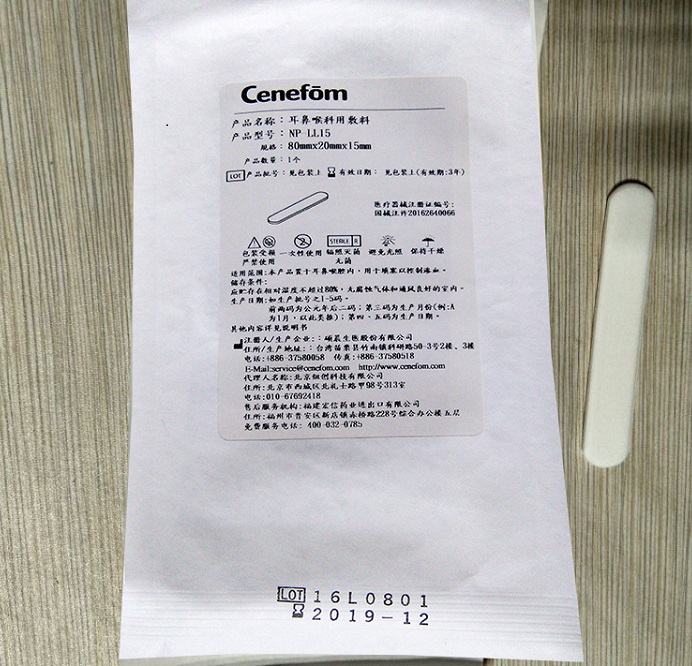 Cenefōm
产品名称：耳鼻喉科用敷料
产品型号：NP-LL15
规格：80mmx20mmx15mm
产品数量：1个
LOT 产品批号：见包装上 有效日期：见包装上(有效期:3年)
医疗器械注册证编号:
国械注许20162640066
STERILE R
包装受损 一次性使用 辐照灭菌 避免光照 保持干燥
严禁使用 无菌
适用范围:本产品置于耳鼻喉腔内，用于填塞以控制渗血。
储存条件:
应贮存在相对湿度不超过80%，无腐蚀气体和通风良好的室内。
生产日期:如生产批号之1-5码。
前两码为公元年后二码；第三码为生产月份(例:A
为1月，以此类推)；第四、五码为生产日期。
其他内容详见说明书
注册人/生产企业：硕晨生医股份有限公司
住所/生产地址：台湾苗栗县竹南镇科研路50-3号2楼、3楼
电话:+886-37580058 传真:+886-37580518
E-Mail:service@cenefom.com http://www.cenefom.com
代理人名称:北京纽创科技有限公司
住所:北京市西城区北礼士路甲98号313室
电话:010-67692418
售后服务机构:福建宏信药业进出口有限公司
住所:福州市晋安区新店镇赤桥路228号综合办公楼五层
免费服务电话: 400-032-0785
LOT 16L0801
2019-12